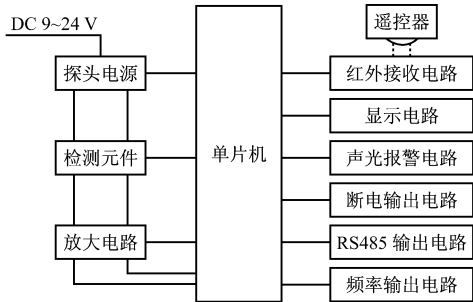 DC 9~24 V
遥控器
探头电源
红外接收电路
显示电路
检测元件
单片机
声光报警电路
断电输出电路
放大电路
RS485 输出电路
频率输出电路